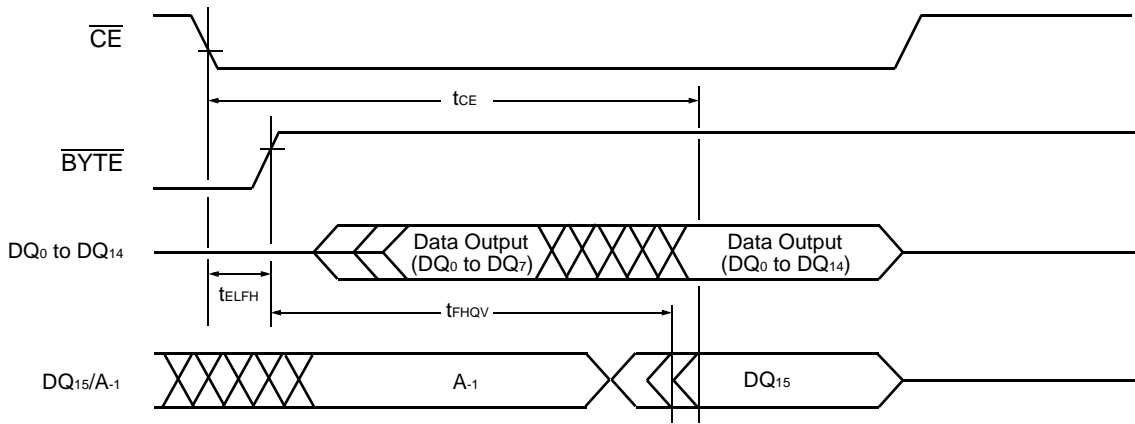 CE
tCE
BYTE
DQ0 to DQ14
Data Output
(DQ0 to DQ7)
Data Output
(DQ0 to DQ14)
tELFH
tFHQV
DQ15/A-1
A-1
DQ15